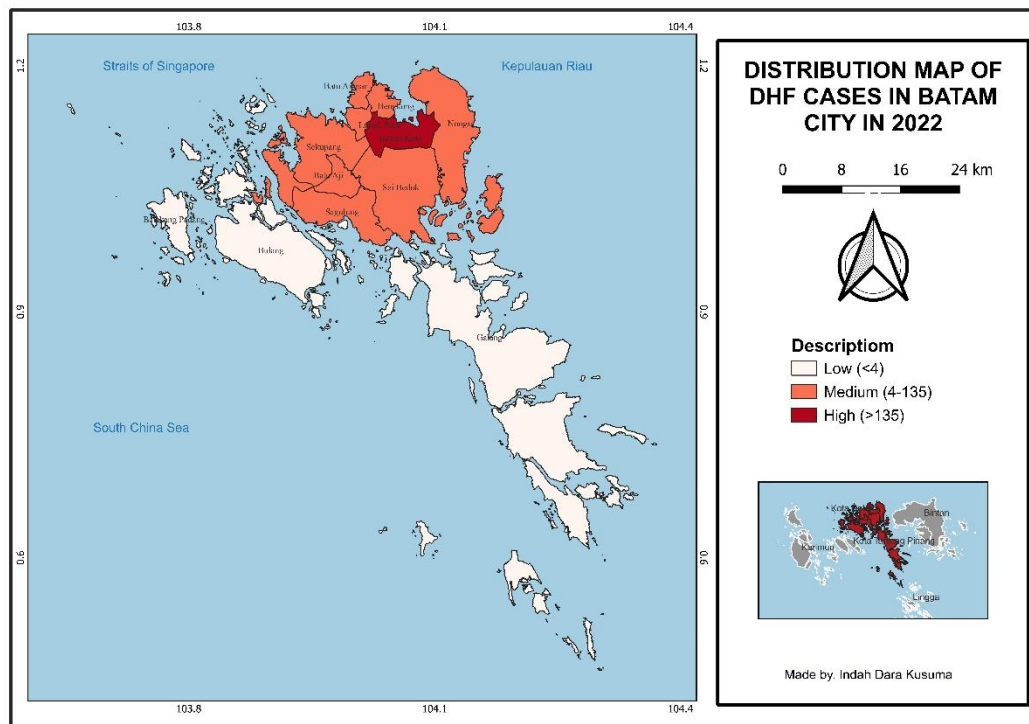 103.8
104.1
104.4
1.2
Straits of Singapore
Kepulauan Riau
1.2
Nongsa
Sekupang
Batu Aji
Sei Beduk
Sagulung
Bulang
0.9
0.9
Galang
South China Sea
0.6
0.6
103.8
104.1
104.4
DISTRIBUTION MAP OF
DHF CASES IN BATAM
CITY IN 2022
0 8 16 24 km
Descriptiom
Low (<4)
Medium (4-135)
High (>135)
Bintan
Karimun
Lingga
Made by. Indah Dara Kusuma